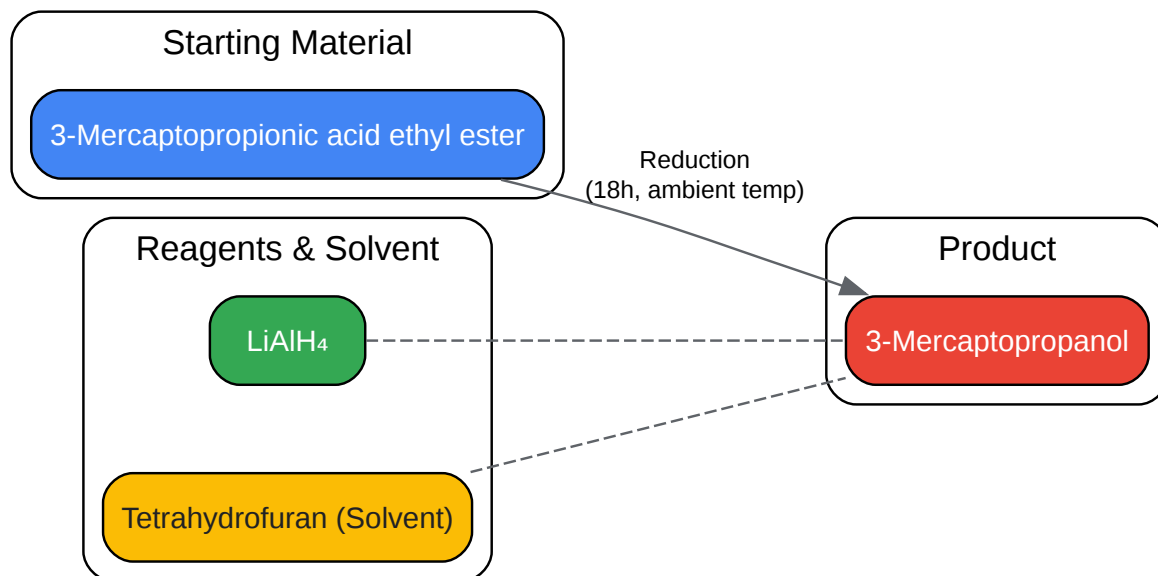 Starting Material
3-Mercaptopropionic acid ethyl ester
Reduction
(18h, ambient temp)
Reagents & Solvent
LiAlH₄
Tetrahydrofuran (Solvent)
Product
3-Mercaptopropanol